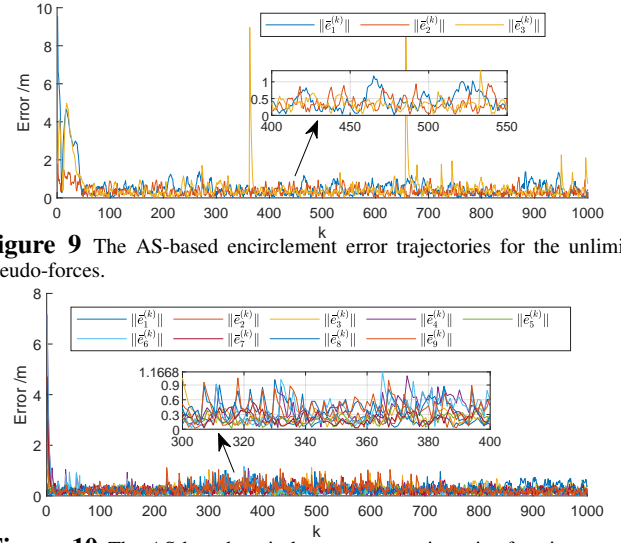 10
8
6
4
2
0
Error /m
‖ē₁⁽ᵏ⁾‖ ‖ē₂⁽ᵏ⁾‖ ‖ē₃⁽ᵏ⁾‖
1
0.5
0
400 450 500 550
0 100 200 300 400 500 600 700 800 900 1000
k
igure 9 The AS-based encirclement error trajectories for the unlimi
eudo-forces.
8
6
4
2
0
Error /m
‖ē₁⁽ᵏ⁾‖ ‖ē₂⁽ᵏ⁾‖ ‖ē₃⁽ᵏ⁾‖ ‖ē₄⁽ᵏ⁾‖ ‖ē₅⁽ᵏ⁾‖
‖ē₆⁽ᵏ⁾‖ ‖ē₇⁽ᵏ⁾‖ ‖ē₈⁽ᵏ⁾‖ ‖ē₉⁽ᵏ⁾‖
1.1668
0.9
0.6
0.3
0
300 320 340 360 380 400
0 100 200 300 400 500 600 700 800 900 1000
k